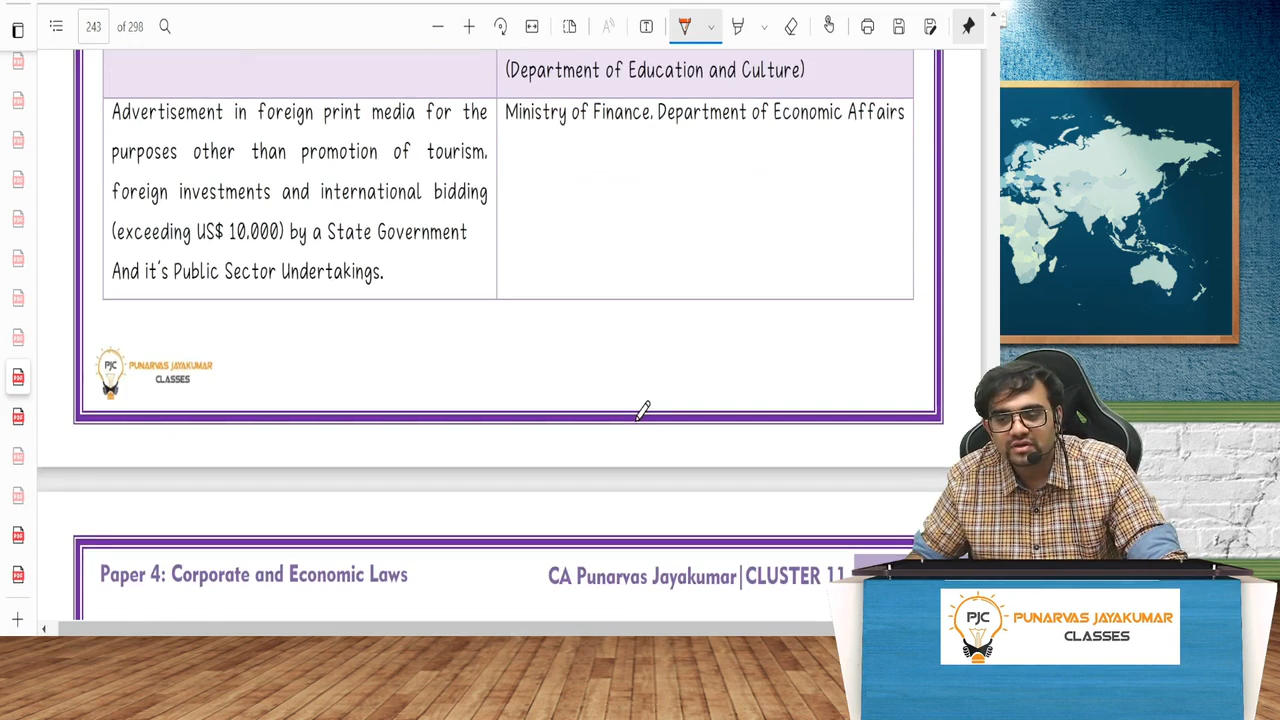 243
of 298
(Department of Education and Culture)
Advertisement in foreign print media for the
purposes other than promotion of tourism,
foreign investments and international bidding
(exceeding US$ 10,000) by a State Government
And it's Public Sector Undertakings.
Ministry of Finance, Department of Economic Affairs
PJC
PUNARVAS JAYAKUMAR
CLASSES
Paper 4: Corporate and Economic Laws
CA Punarvas Jayakumar|CLUSTER 11
PJC
PUNARVAS JAYAKUMAR
CLASSES